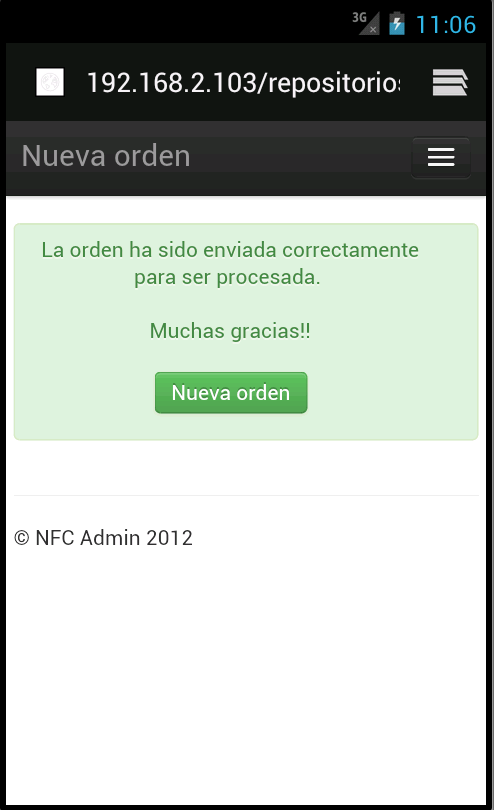 3G 11:06
192.168.2.103/repositorios
Nueva orden
La orden ha sido enviada correctamente
para ser procesada.
Muchas gracias!!
Nueva orden
© NFC Admin 2012